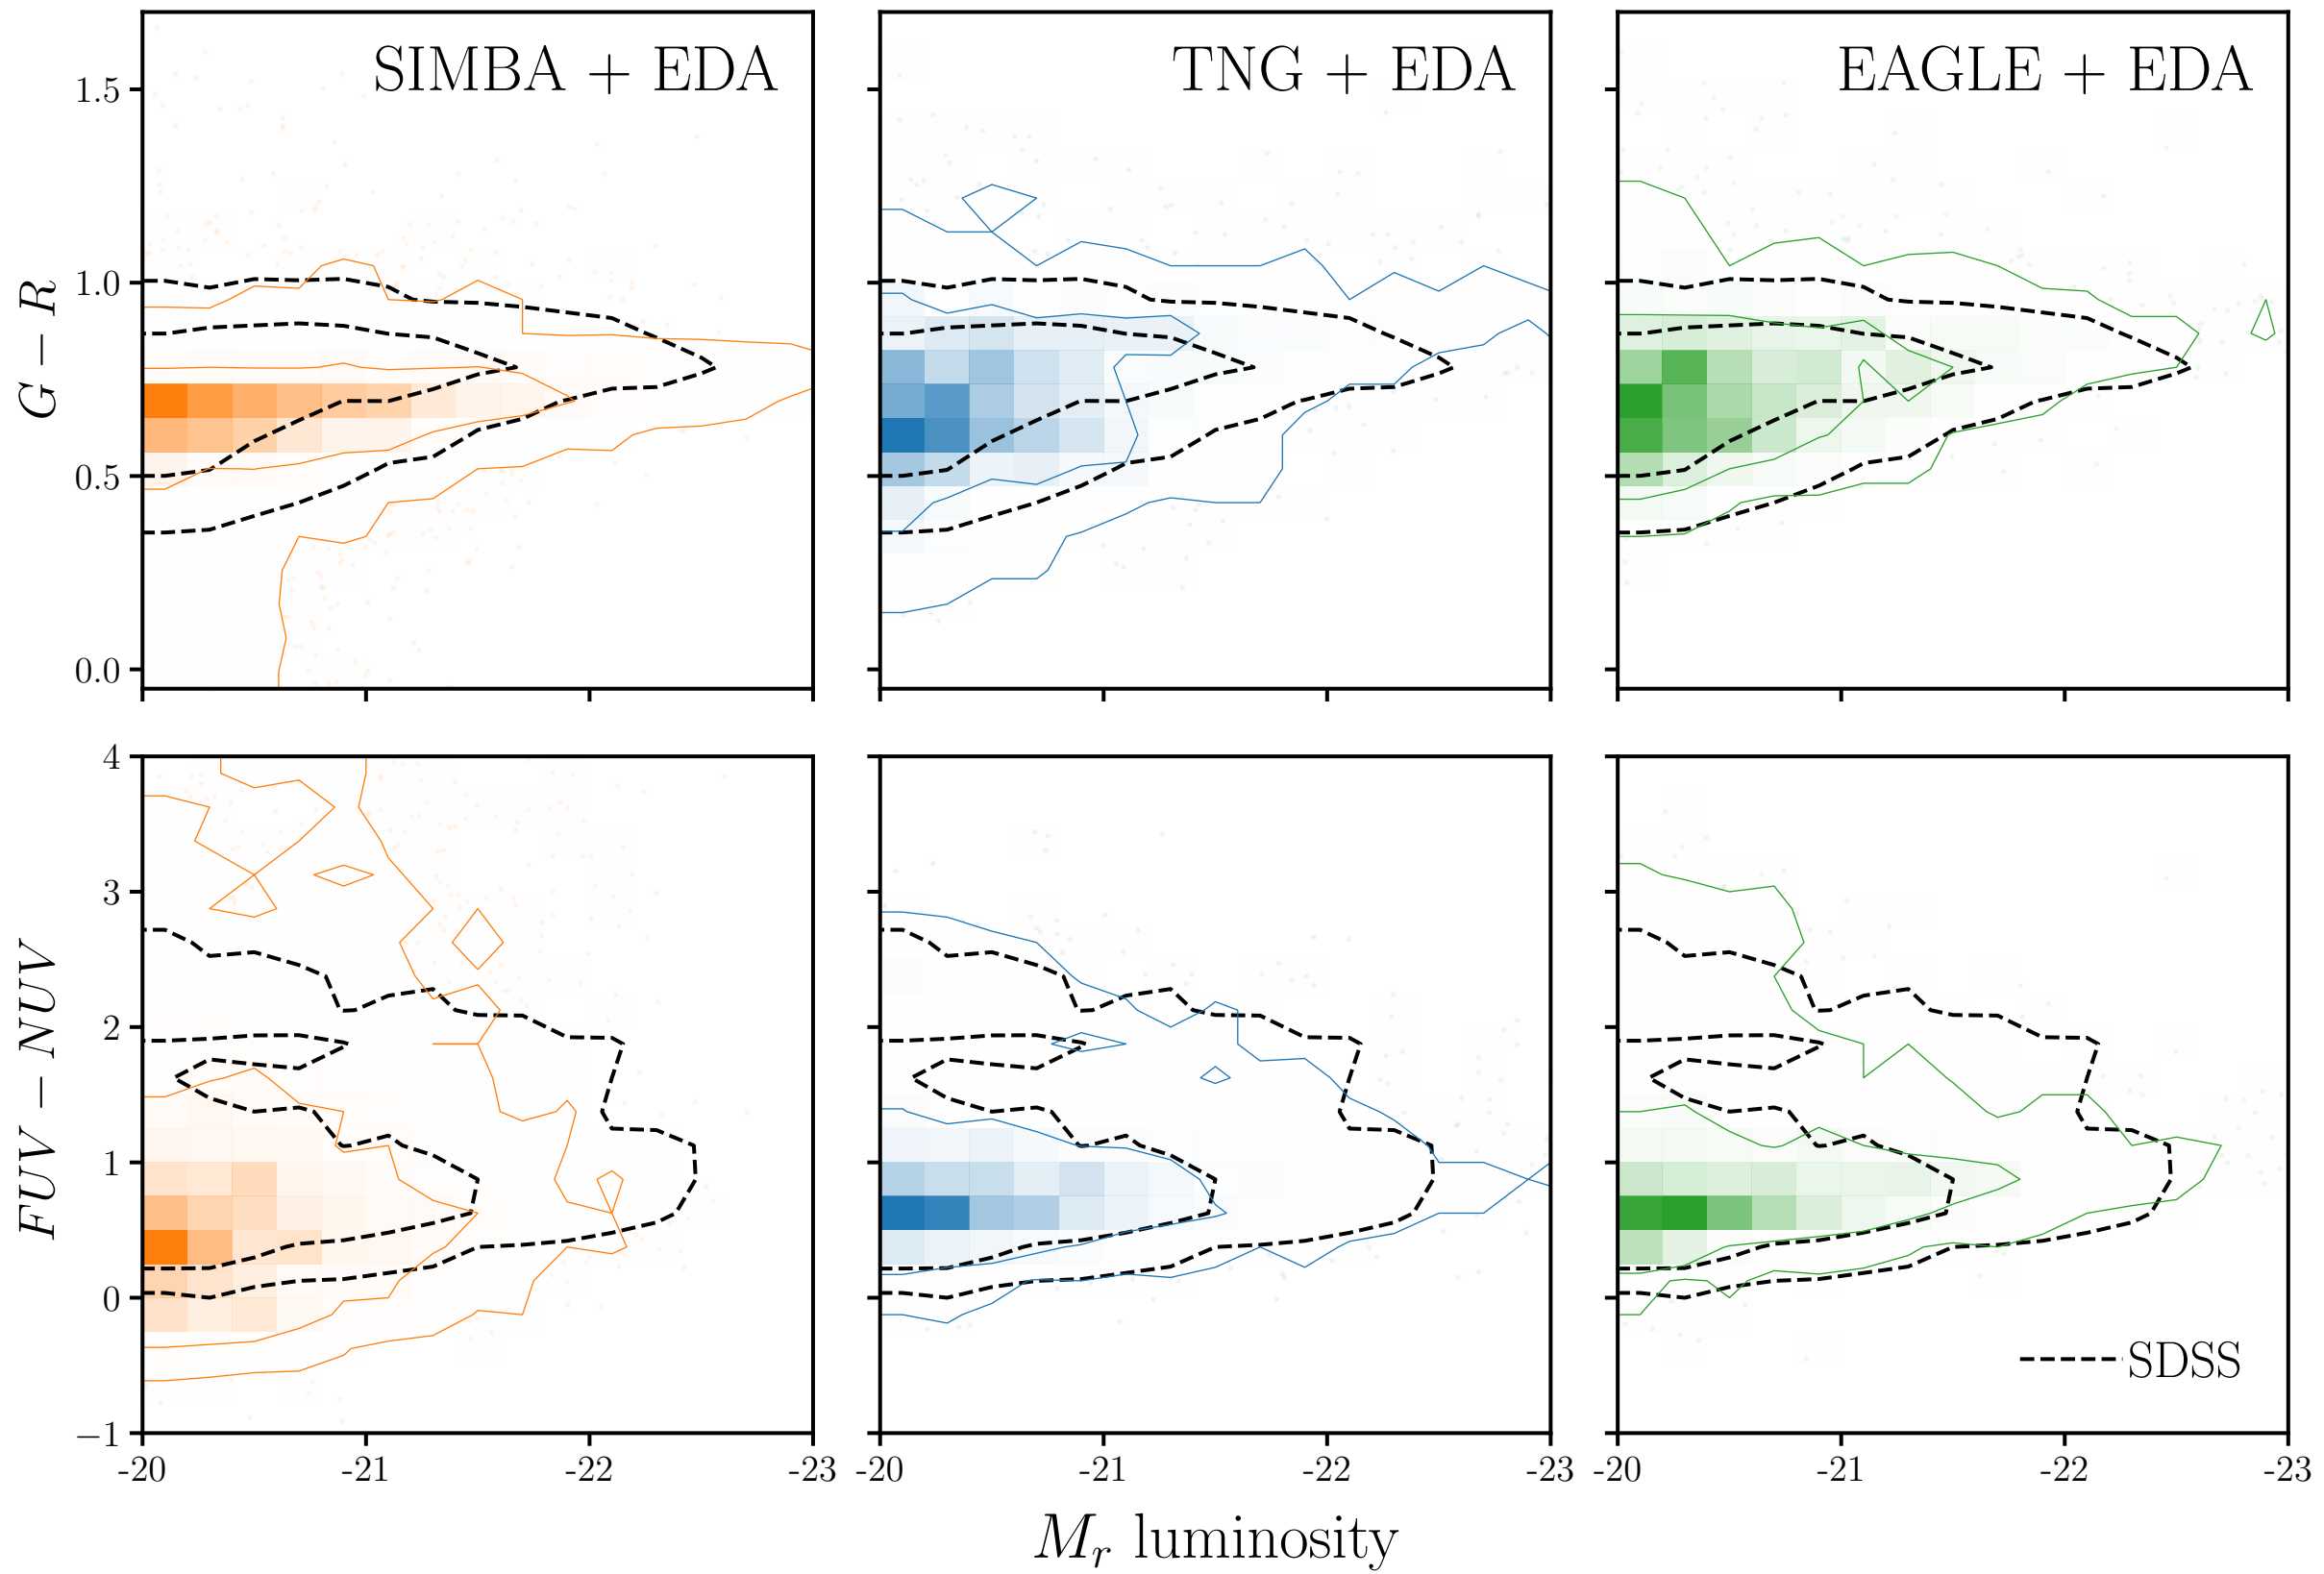 SIMBA + EDA
TNG + EDA
EAGLE + EDA
1.5
1.0
0.5
0.0
G − R
4
3
2
1
0
−1
FUV − NUV
SDSS
-20 -21 -22 -23
-20 -21 -22 -23
-20 -21 -22 -23
Mr luminosity